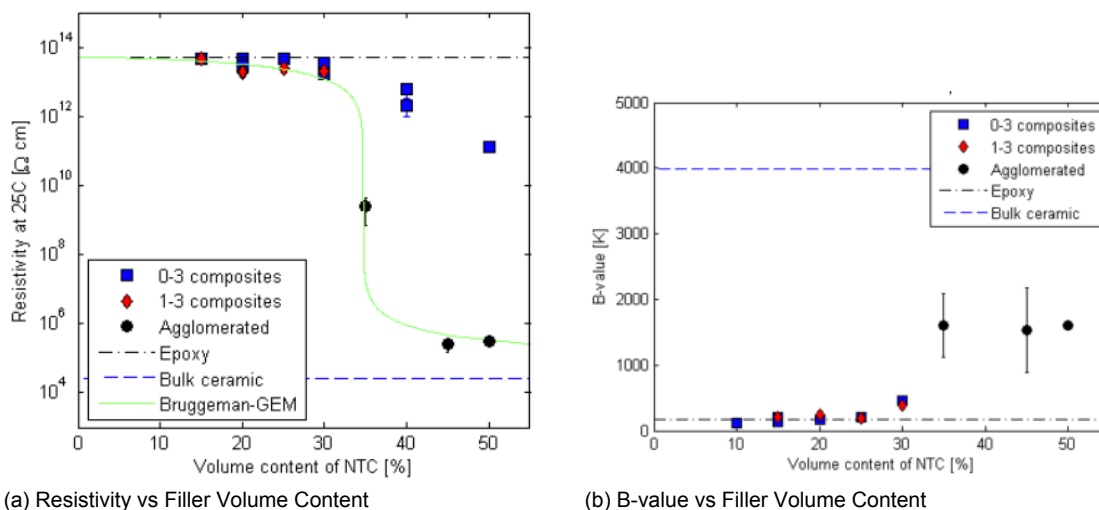 10^14
10^12
10^10
10^8
10^6
10^4
Resistivity at 25C [Ω cm]
0-3 composites
1-3 composites
Agglomerated
Epoxy
Bulk ceramic
Bruggeman-GEM
0 10 20 30 40 50
Volume content of NTC [%]
(a) Resistivity vs Filler Volume Content
5000
4000
3000
2000
1000
0
B-value [K]
0-3 composites
1-3 composites
Agglomerated
Epoxy
Bulk ceramic
0 10 20 30 40 50
Volume content of NTC [%]
(b) B-value vs Filler Volume Content